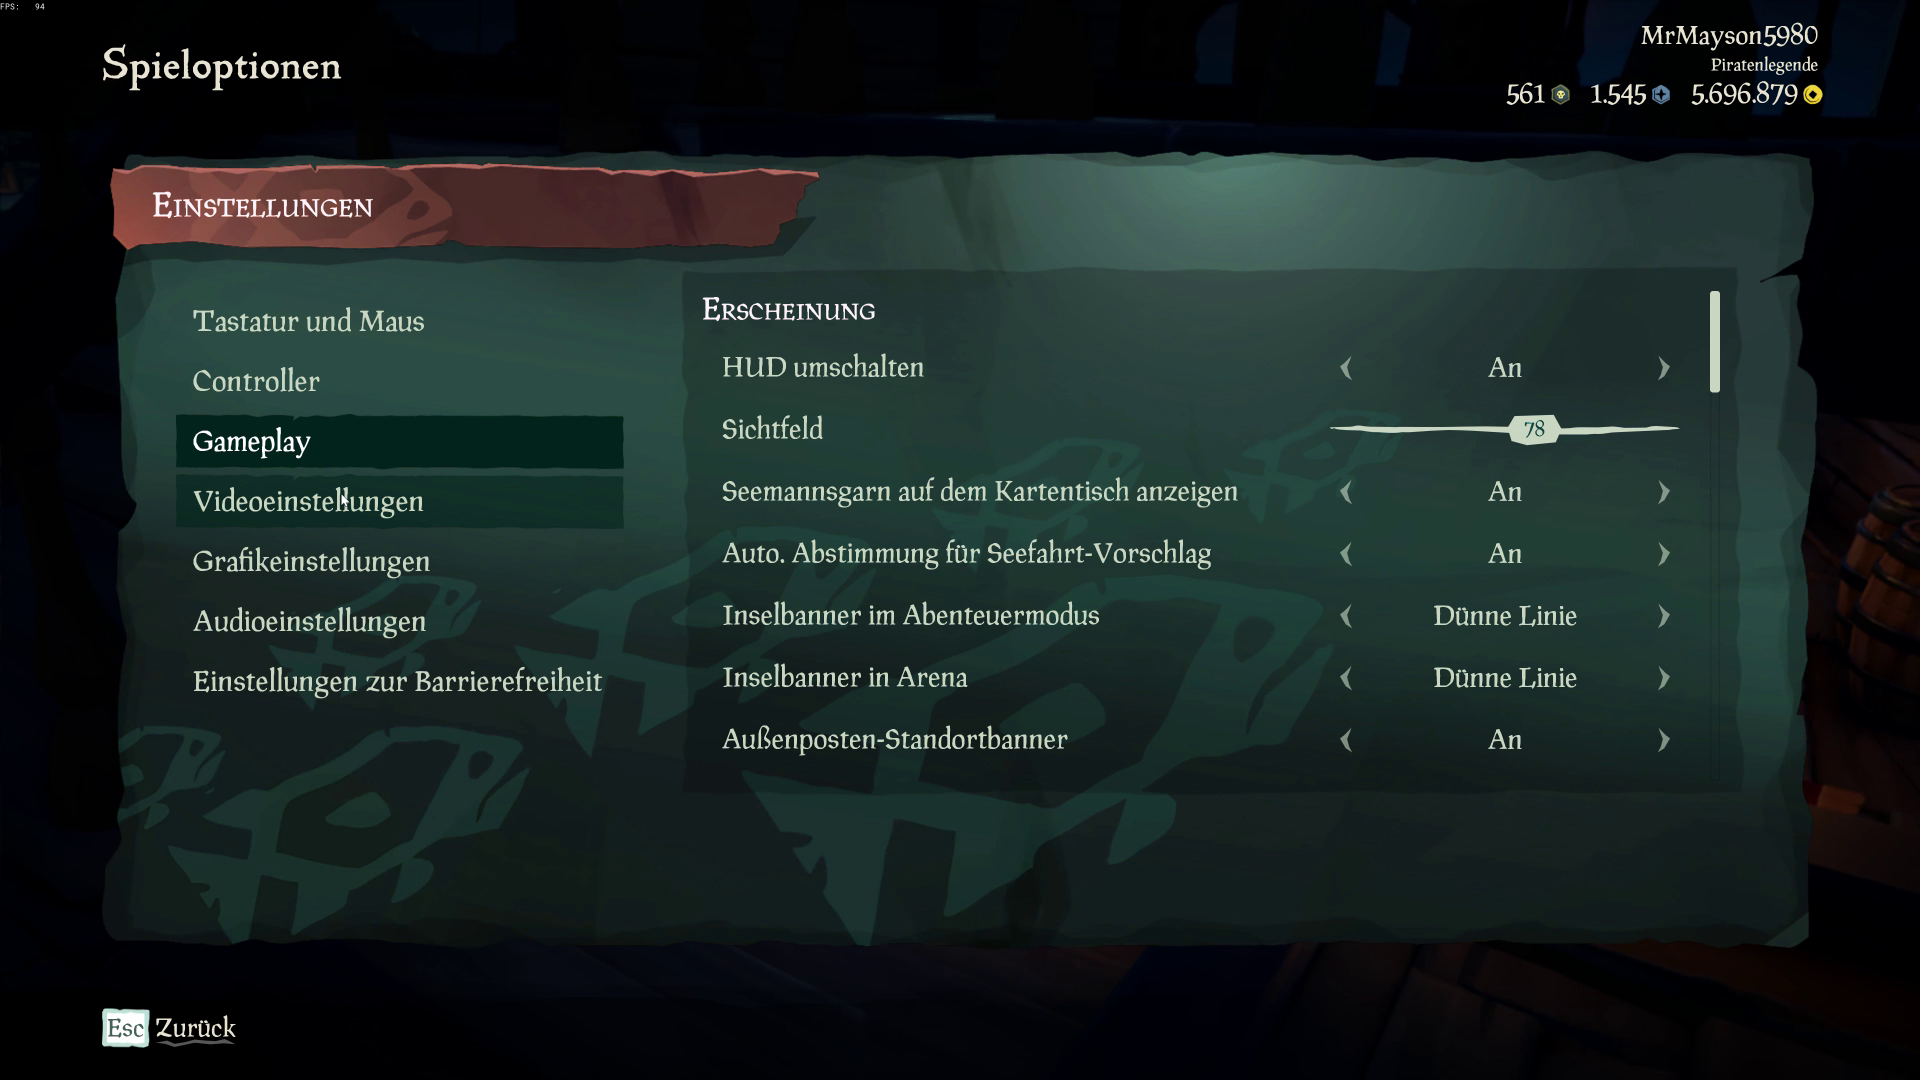 FPS: 94
Spieloptionen
MrMayson5980
Piratenlegende
561 1.545 5.696.879
Einstellungen
Tastatur und Maus
Controller
Gameplay
Videoeinstellungen
Grafikeinstellungen
Audioeinstellungen
Einstellungen zur Barrierefreiheit
Erscheinung
HUD umschalten An
Sichtfeld 78
Seemannsgarn auf dem Kartentisch anzeigen An
Auto. Abstimmung für Seefahrt-Vorschlag An
Inselbanner im Abenteuermodus Dünne Linie
Inselbanner in Arena Dünne Linie
Außenposten-Standortbanner An
Esc Zurück